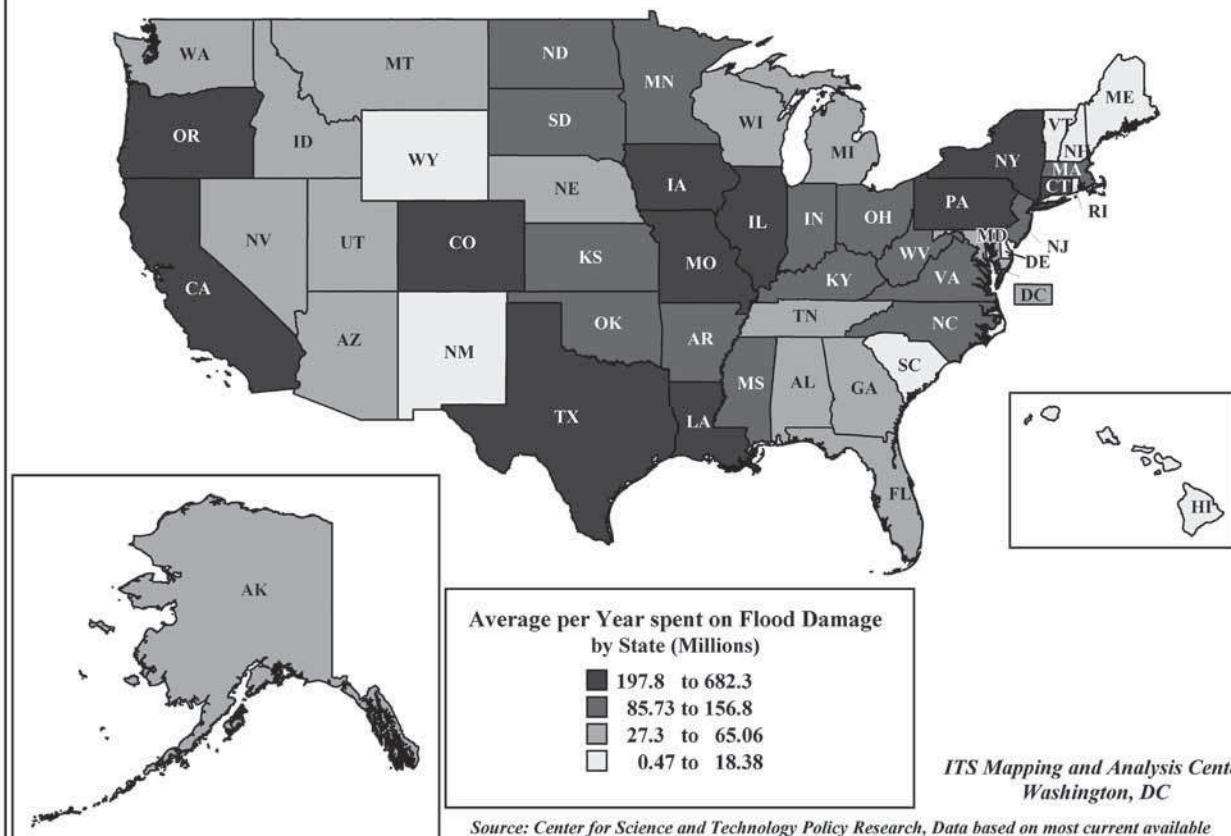 WA
MT
ND
MN
ME
VT
NH
OR
ID
SD
WI
MI
NY
MA
CT
RI
WY
IA
PA
NE
NV
UT
CO
IL
IN
OH
MD
NJ
DE
CA
KS
MO
WV
VA
KY
DC
AZ
NM
OK
AR
TN
NC
SC
MS
AL
GA
TX
LA
FL
HI
AK
Average per Year spent on Flood Damage
by State (Millions)
197.8 to 682.3
85.73 to 156.8
27.3 to 65.06
0.47 to 18.38
ITS Mapping and Analysis Cent
Washington, DC
Source: Center for Science and Technology Policy Research, Data based on most current available